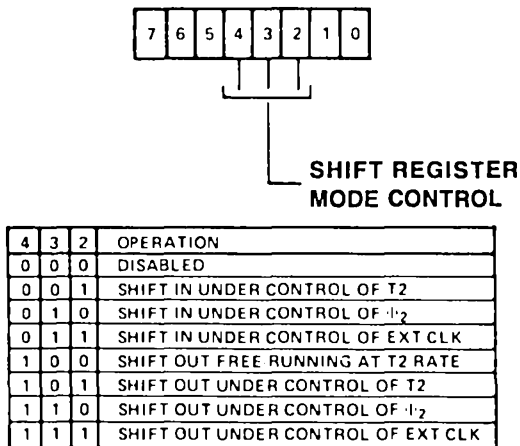 7 6 5 4 3 2 1 0
SHIFT REGISTER
MODE CONTROL
4 3 2 OPERATION
0 0 0 DISABLED
0 0 1 SHIFT IN UNDER CONTROL OF T2
0 1 0 SHIFT IN UNDER CONTROL OF ϕ2
0 1 1 SHIFT IN UNDER CONTROL OF EXT CLK
1 0 0 SHIFT OUT FREE RUNNING AT T2 RATE
1 0 1 SHIFT OUT UNDER CONTROL OF T2
1 1 0 SHIFT OUT UNDER CONTROL OF ϕ2
1 1 1 SHIFT OUT UNDER CONTROL OF EXT CLK